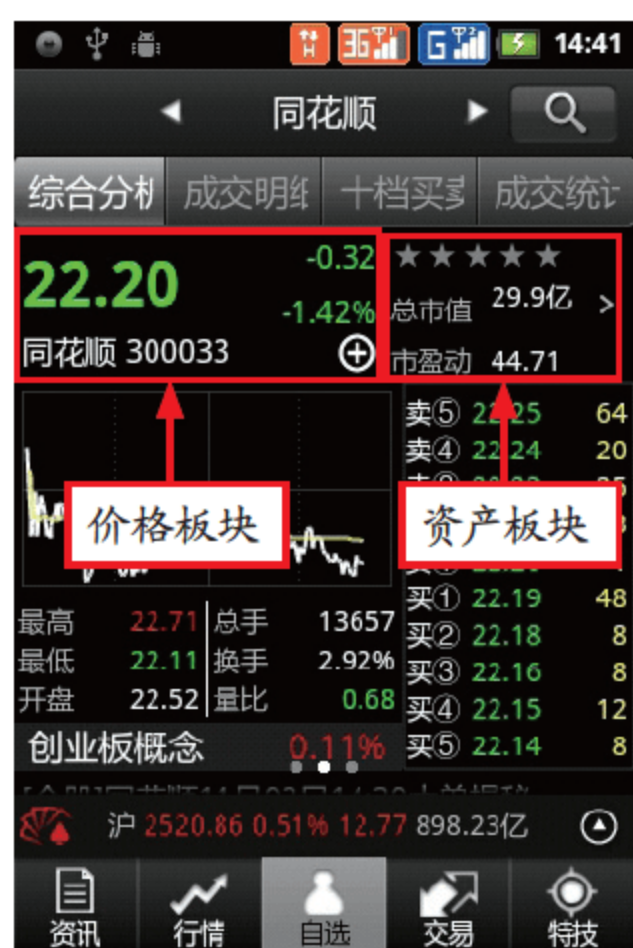 H 3G G 14:41
同花顺
综合分析 成交明细 十档买卖 成交统计
22.20 -0.32
-1.42%
同花顺 300033
总市值 29.9亿
市盈动 44.71
卖⑤ 22.25 64
卖④ 22.24 20
价格板块
资产板块
买① 22.19 48
买② 22.18 8
买③ 22.16 8
买④ 22.15 12
买⑤ 22.14 8
最高 22.71 总手 13657
最低 22.11 换手 2.92%
开盘 22.52 量比 0.68
创业板概念 0.11%
沪 2520.86 0.51% 12.77 898.23亿
资讯 行情 自选 交易 特技